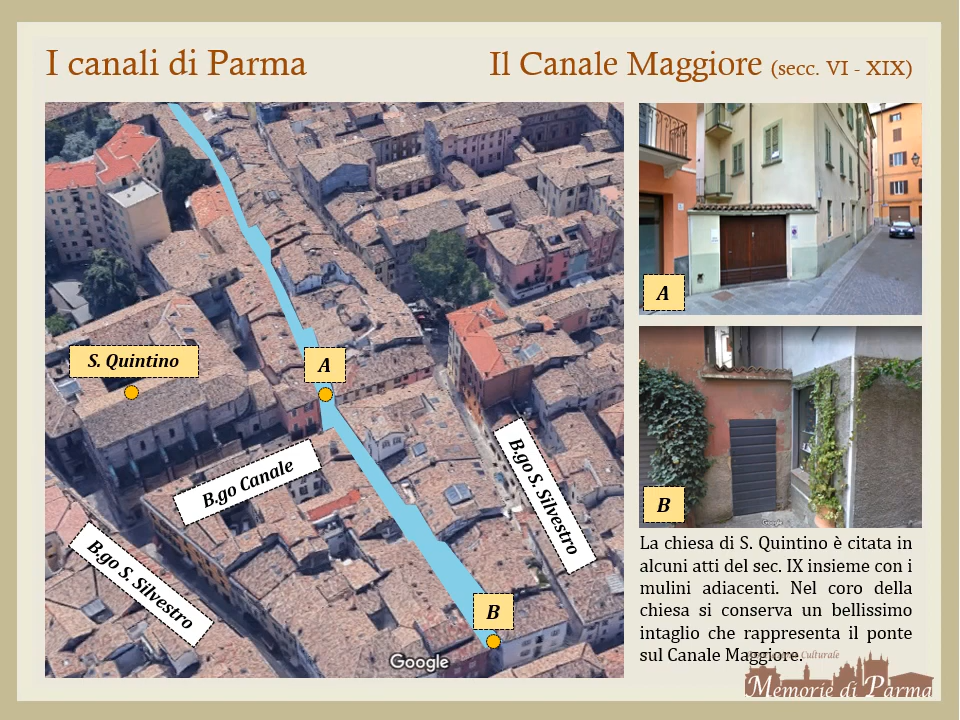 I canali di Parma
Il Canale Maggiore (secc. VI - XIX)
S. Quintino
A
B.go Canale
B.go S. Silvestro
B.go S. Silvestro
B
Google
A
B
Google
La chiesa di S. Quintino è citata in
alcuni atti del sec. IX insieme con i
mulini adiacenti. Nel coro della
chiesa si conserva un bellissimo
intaglio che rappresenta il ponte
sul Canale Maggiore.
Culturale
Memorie di Parma